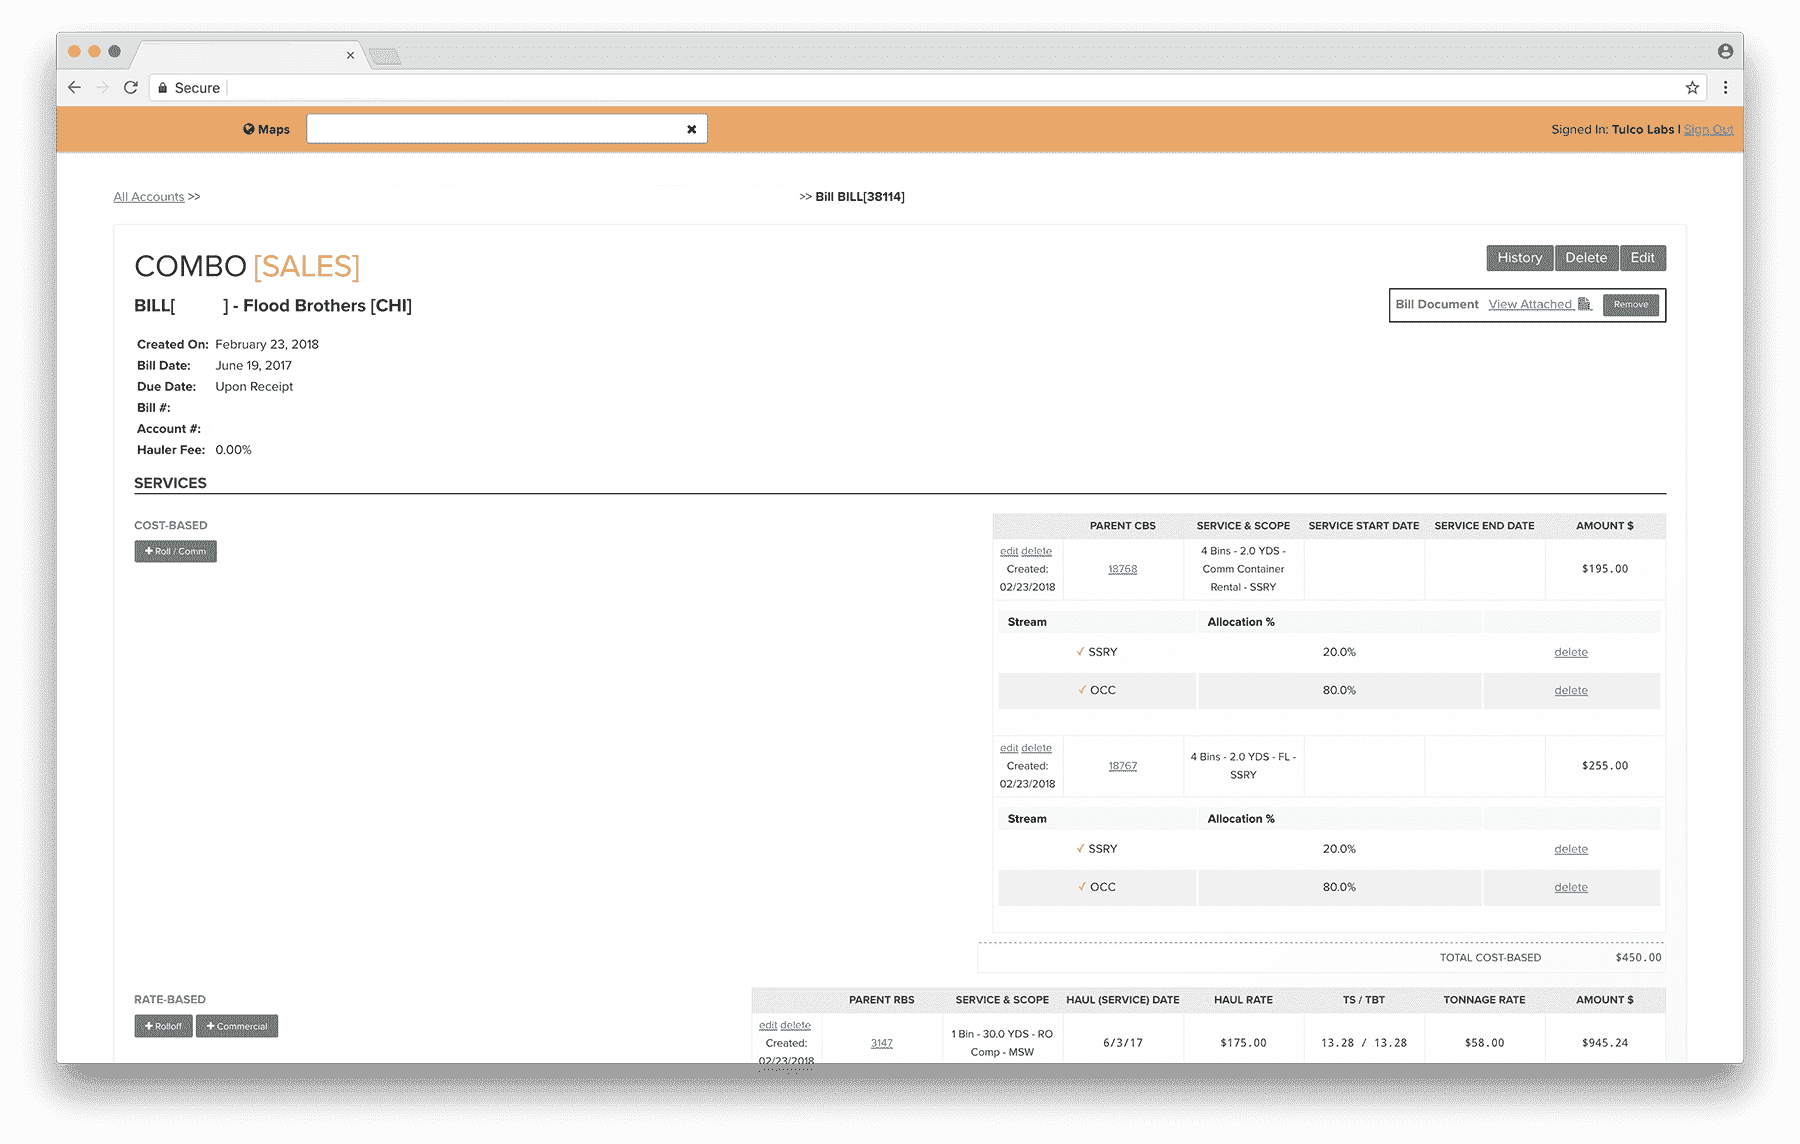 Secure
Maps
Signed In: Tulco Labs | Sign Out
All Accounts >> >> Bill BILL[38114]
COMBO [SALES]
History Delete Edit
BILL[ ] - Flood Brothers [CHI]
Bill Document View Attached Remove
Created On: February 23, 2018
Bill Date: June 19, 2017
Due Date: Upon Receipt
Bill #:
Account #:
Hauler Fee: 0.00%
SERVICES
COST-BASED
+ Roll / Comm
PARENT CBS SERVICE & SCOPE SERVICE START DATE SERVICE END DATE AMOUNT $
edit delete
Created:
02/23/2018
18768
4 Bins - 2.0 YDS -
Comm Container
Rental - SSRY
$195.00
Stream Allocation %
✓ SSRY 20.0% delete
✓ OCC 80.0% delete
edit delete
Created:
02/23/2018
18767
4 Bins - 2.0 YDS - FL -
SSRY
$255.00
Stream Allocation %
✓ SSRY 20.0% delete
✓ OCC 80.0% delete
TOTAL COST-BASED $450.00
RATE-BASED
+ Rolloff + Commercial
PARENT RBS SERVICE & SCOPE HAUL (SERVICE) DATE HAUL RATE TS / TBT TONNAGE RATE AMOUNT $
edit delete
Created:
02/23/2018
3147
1 Bin - 30.0 YDS - RO
Comp - MSW
6/3/17 $175.00 13.28 / 13.28 $58.00 $945.24